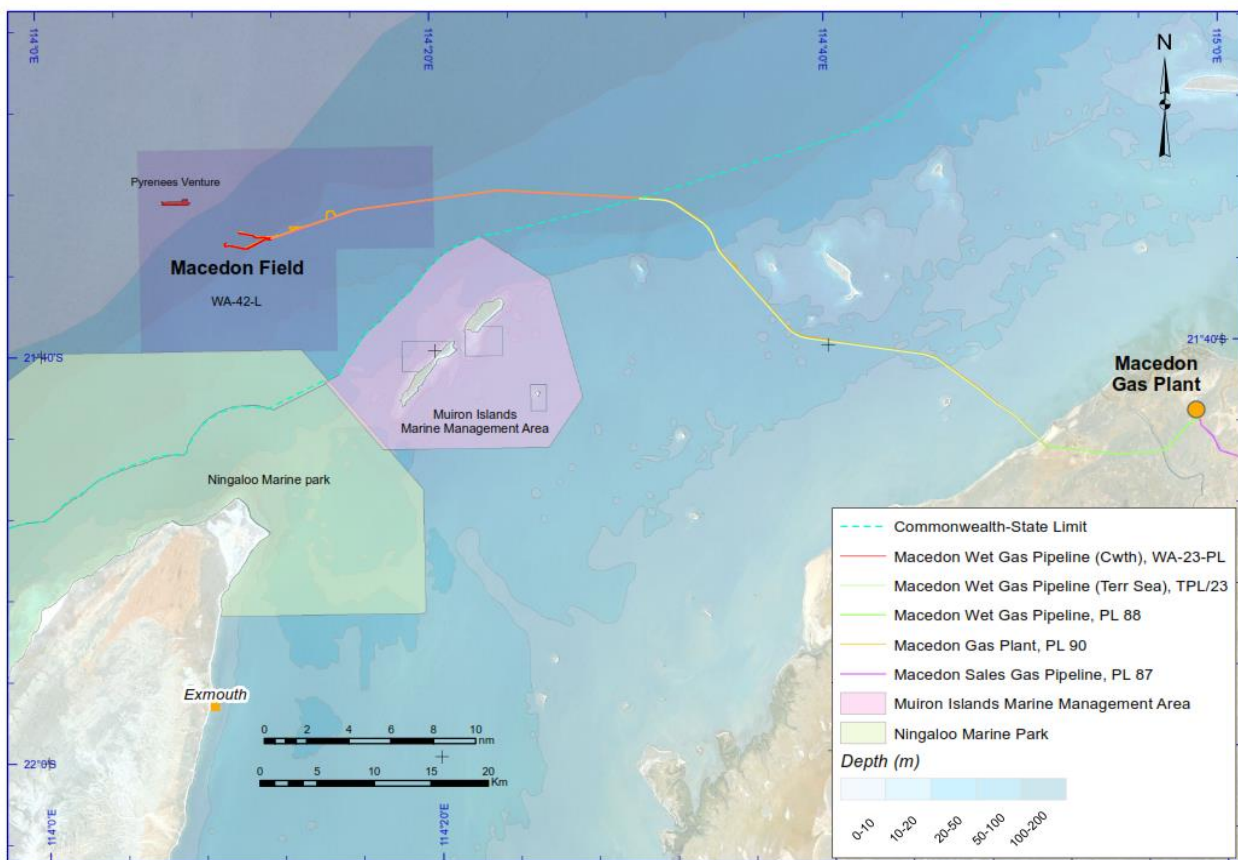 114°0'E
114°20'E
114°40'E
115°0'E
N
Pyrenees Venture
Macedon Field
WA-42-L
21°40'S
21°40'S
Macedon
Gas Plant
Muiron Islands
Marine Management Area
Ningaloo Marine park
Exmouth
0 2 4 6 8 10
nm
0 5 10 15 20
Km
22°0'S
114°0'E
114°20'E
Commonwealth-State Limit
Macedon Wet Gas Pipeline (Cwth), WA-23-PL
Macedon Wet Gas Pipeline (Terr Sea), TPL/23
Macedon Wet Gas Pipeline, PL 88
Macedon Gas Plant, PL 90
Macedon Sales Gas Pipeline, PL 87
Muiron Islands Marine Management Area
Ningaloo Marine Park
Depth (m)
0-10
10-20
20-50
50-100
100-200